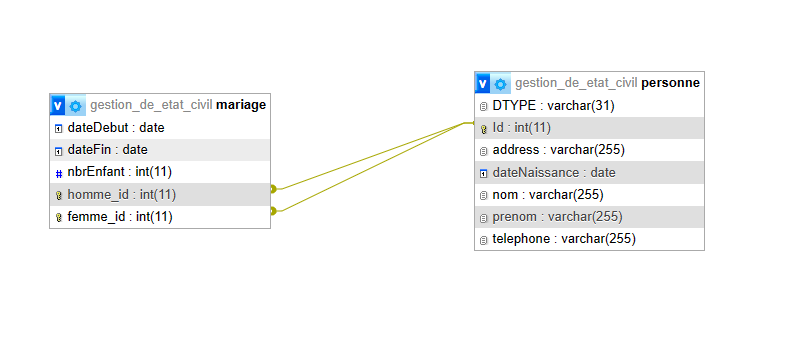 v gestion_de_etat_civil mariage
dateDebut : date
dateFin : date
# nbrEnfant : int(11)
homme_id : int(11)
femme_id : int(11)
v gestion_de_etat_civil personne
DTYPE : varchar(31)
Id : int(11)
address : varchar(255)
dateNaissance : date
nom : varchar(255)
prenom : varchar(255)
telephone : varchar(255)